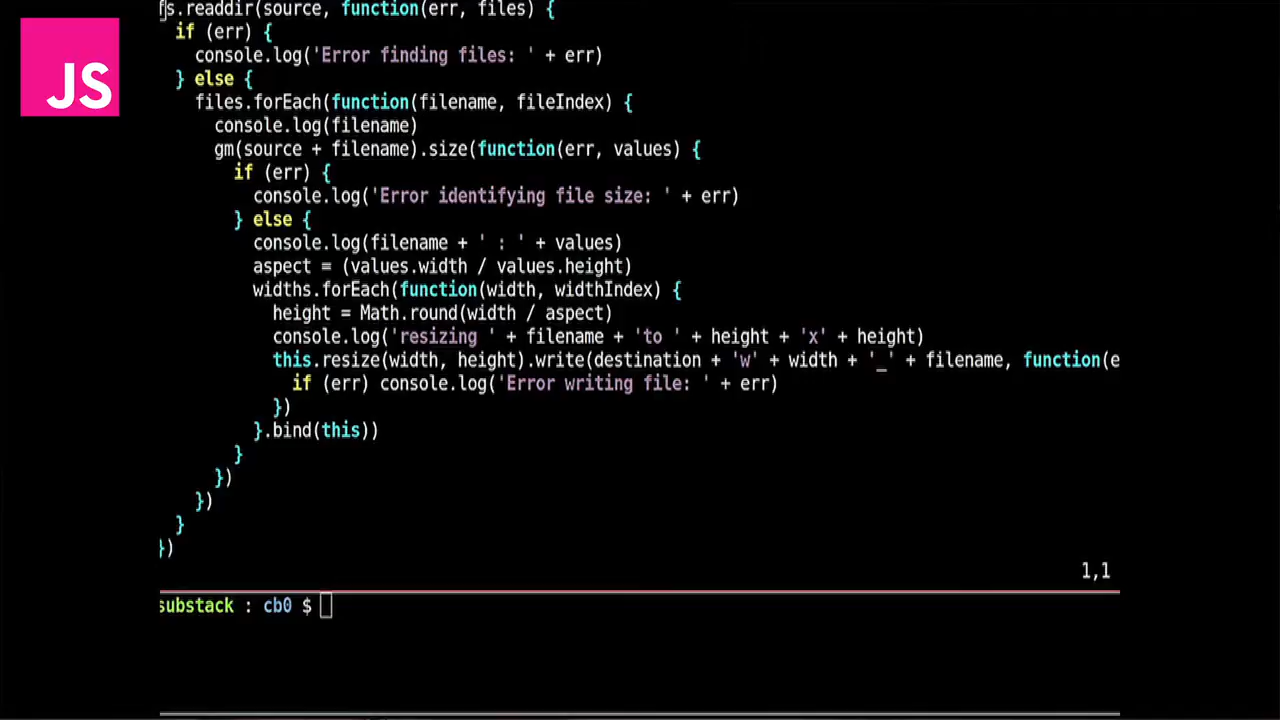 JS
fs.readdir(source, function(err, files) {
if (err) {
console.log('Error finding files: ' + err)
} else {
files.forEach(function(filename, fileIndex) {
console.log(filename)
gm(source + filename).size(function(err, values) {
if (err) {
console.log('Error identifying file size: ' + err)
} else {
console.log(filename + ' : ' + values)
aspect = (values.width / values.height)
widths.forEach(function(width, widthIndex) {
height = Math.round(width / aspect)
console.log('resizing ' + filename + 'to ' + height + 'x' + height)
this.resize(width, height).write(destination + 'w' + width + '_' + filename, function(e
if (err) console.log('Error writing file: ' + err)
})
}.bind(this))
}
})
})
}
})
1,1
substack : cb0 $